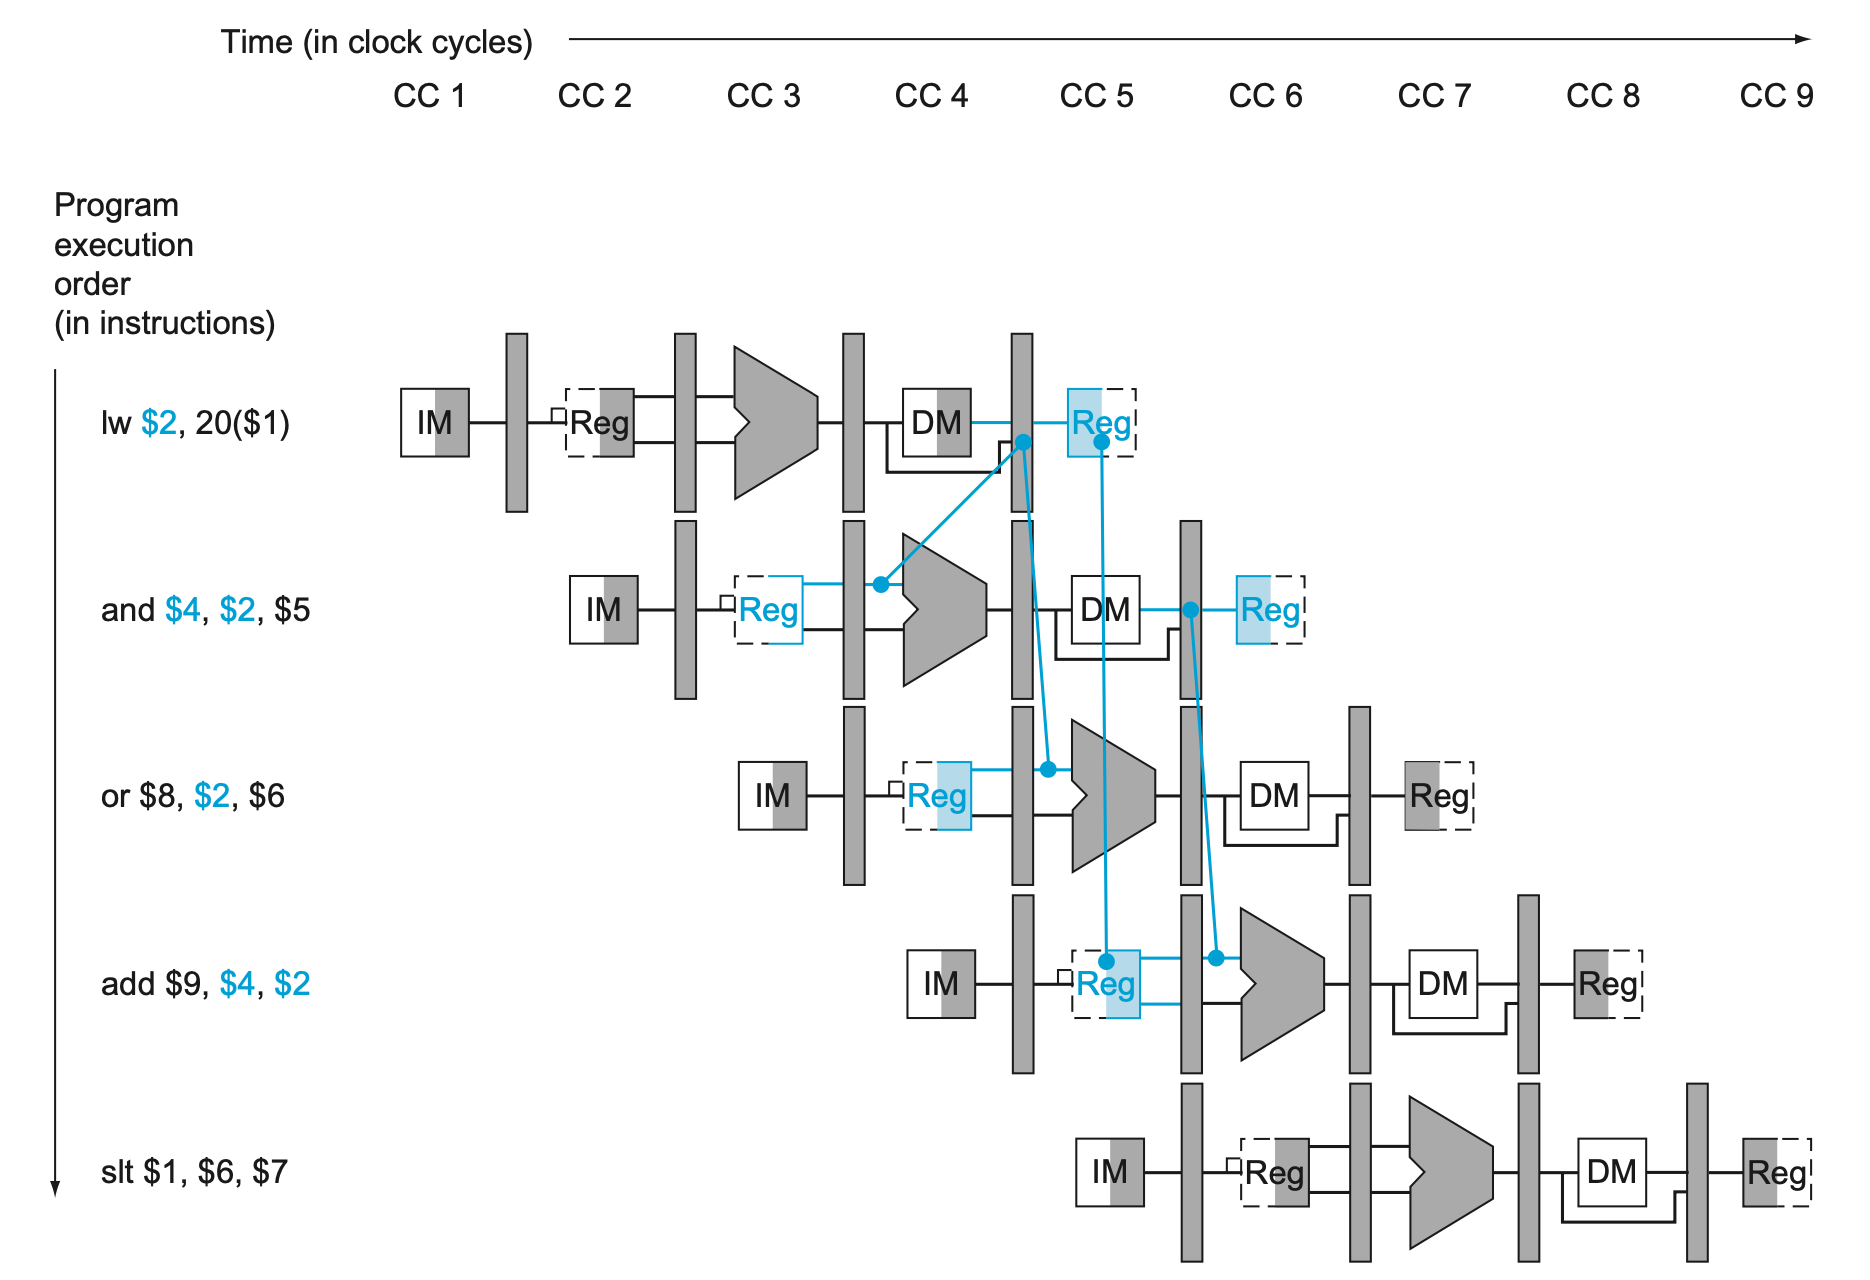 Time (in clock cycles)
CC 1 CC 2 CC 3 CC 4 CC 5 CC 6 CC 7 CC 8 CC 9
Program
execution
order
(in instructions)
lw $2, 20($1) IM Reg DM Reg
and $4, $2, $5 IM Reg DM Reg
or $8, $2, $6 IM Reg DM Reg
add $9, $4, $2 IM Reg DM Reg
slt $1, $6, $7 IM Reg DM Reg